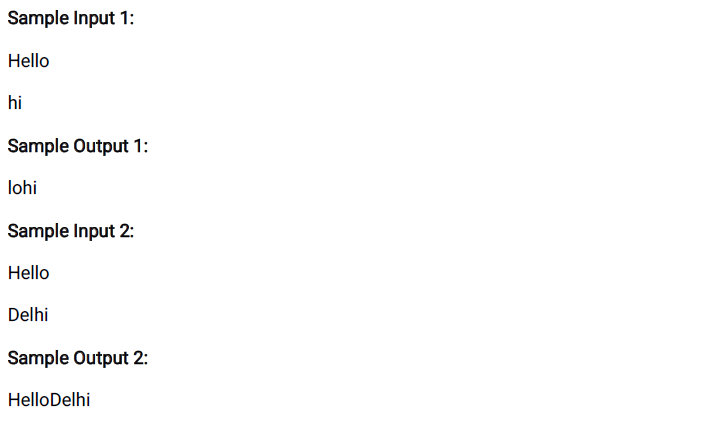 Sample Input 1:
Hello
hi
Sample Output 1:
lohi
Sample Input 2:
Hello
Delhi
Sample Output 2:
HelloDelhi